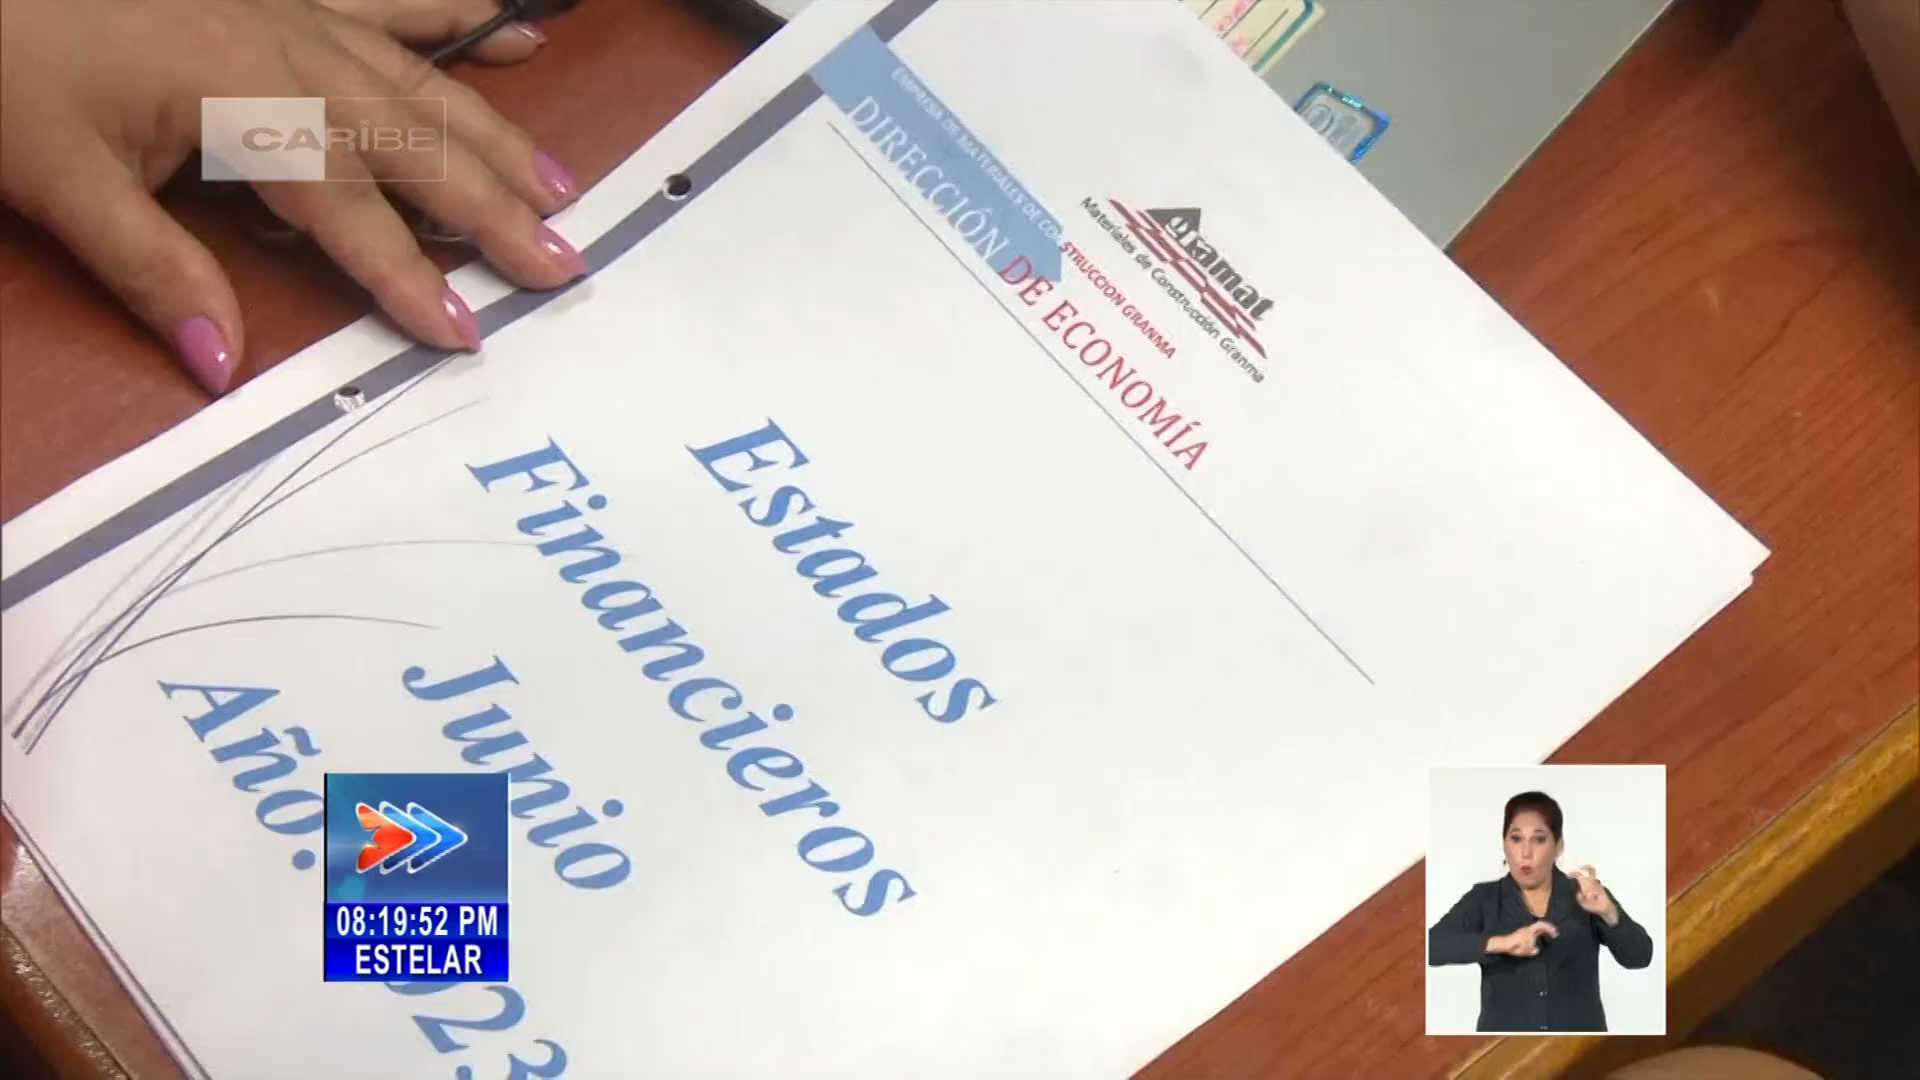 CARIBE
EMPRESA DE MATERIALES DE CONSTRUCCION GRANMA
DIRECCIÓN DE ECONOMÍA
gramat
Materiales de Construcción Granma
Estados
Financieros
Junio
Año. 023
08:19:52 PM
ESTELAR